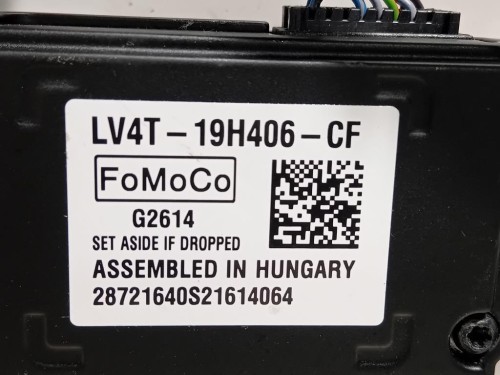 LV4T-19H406-CF
FoMoCo
G2614
SET ASIDE IF DROPPED
ASSEMBLED IN HUNGARY
28721640S21614064